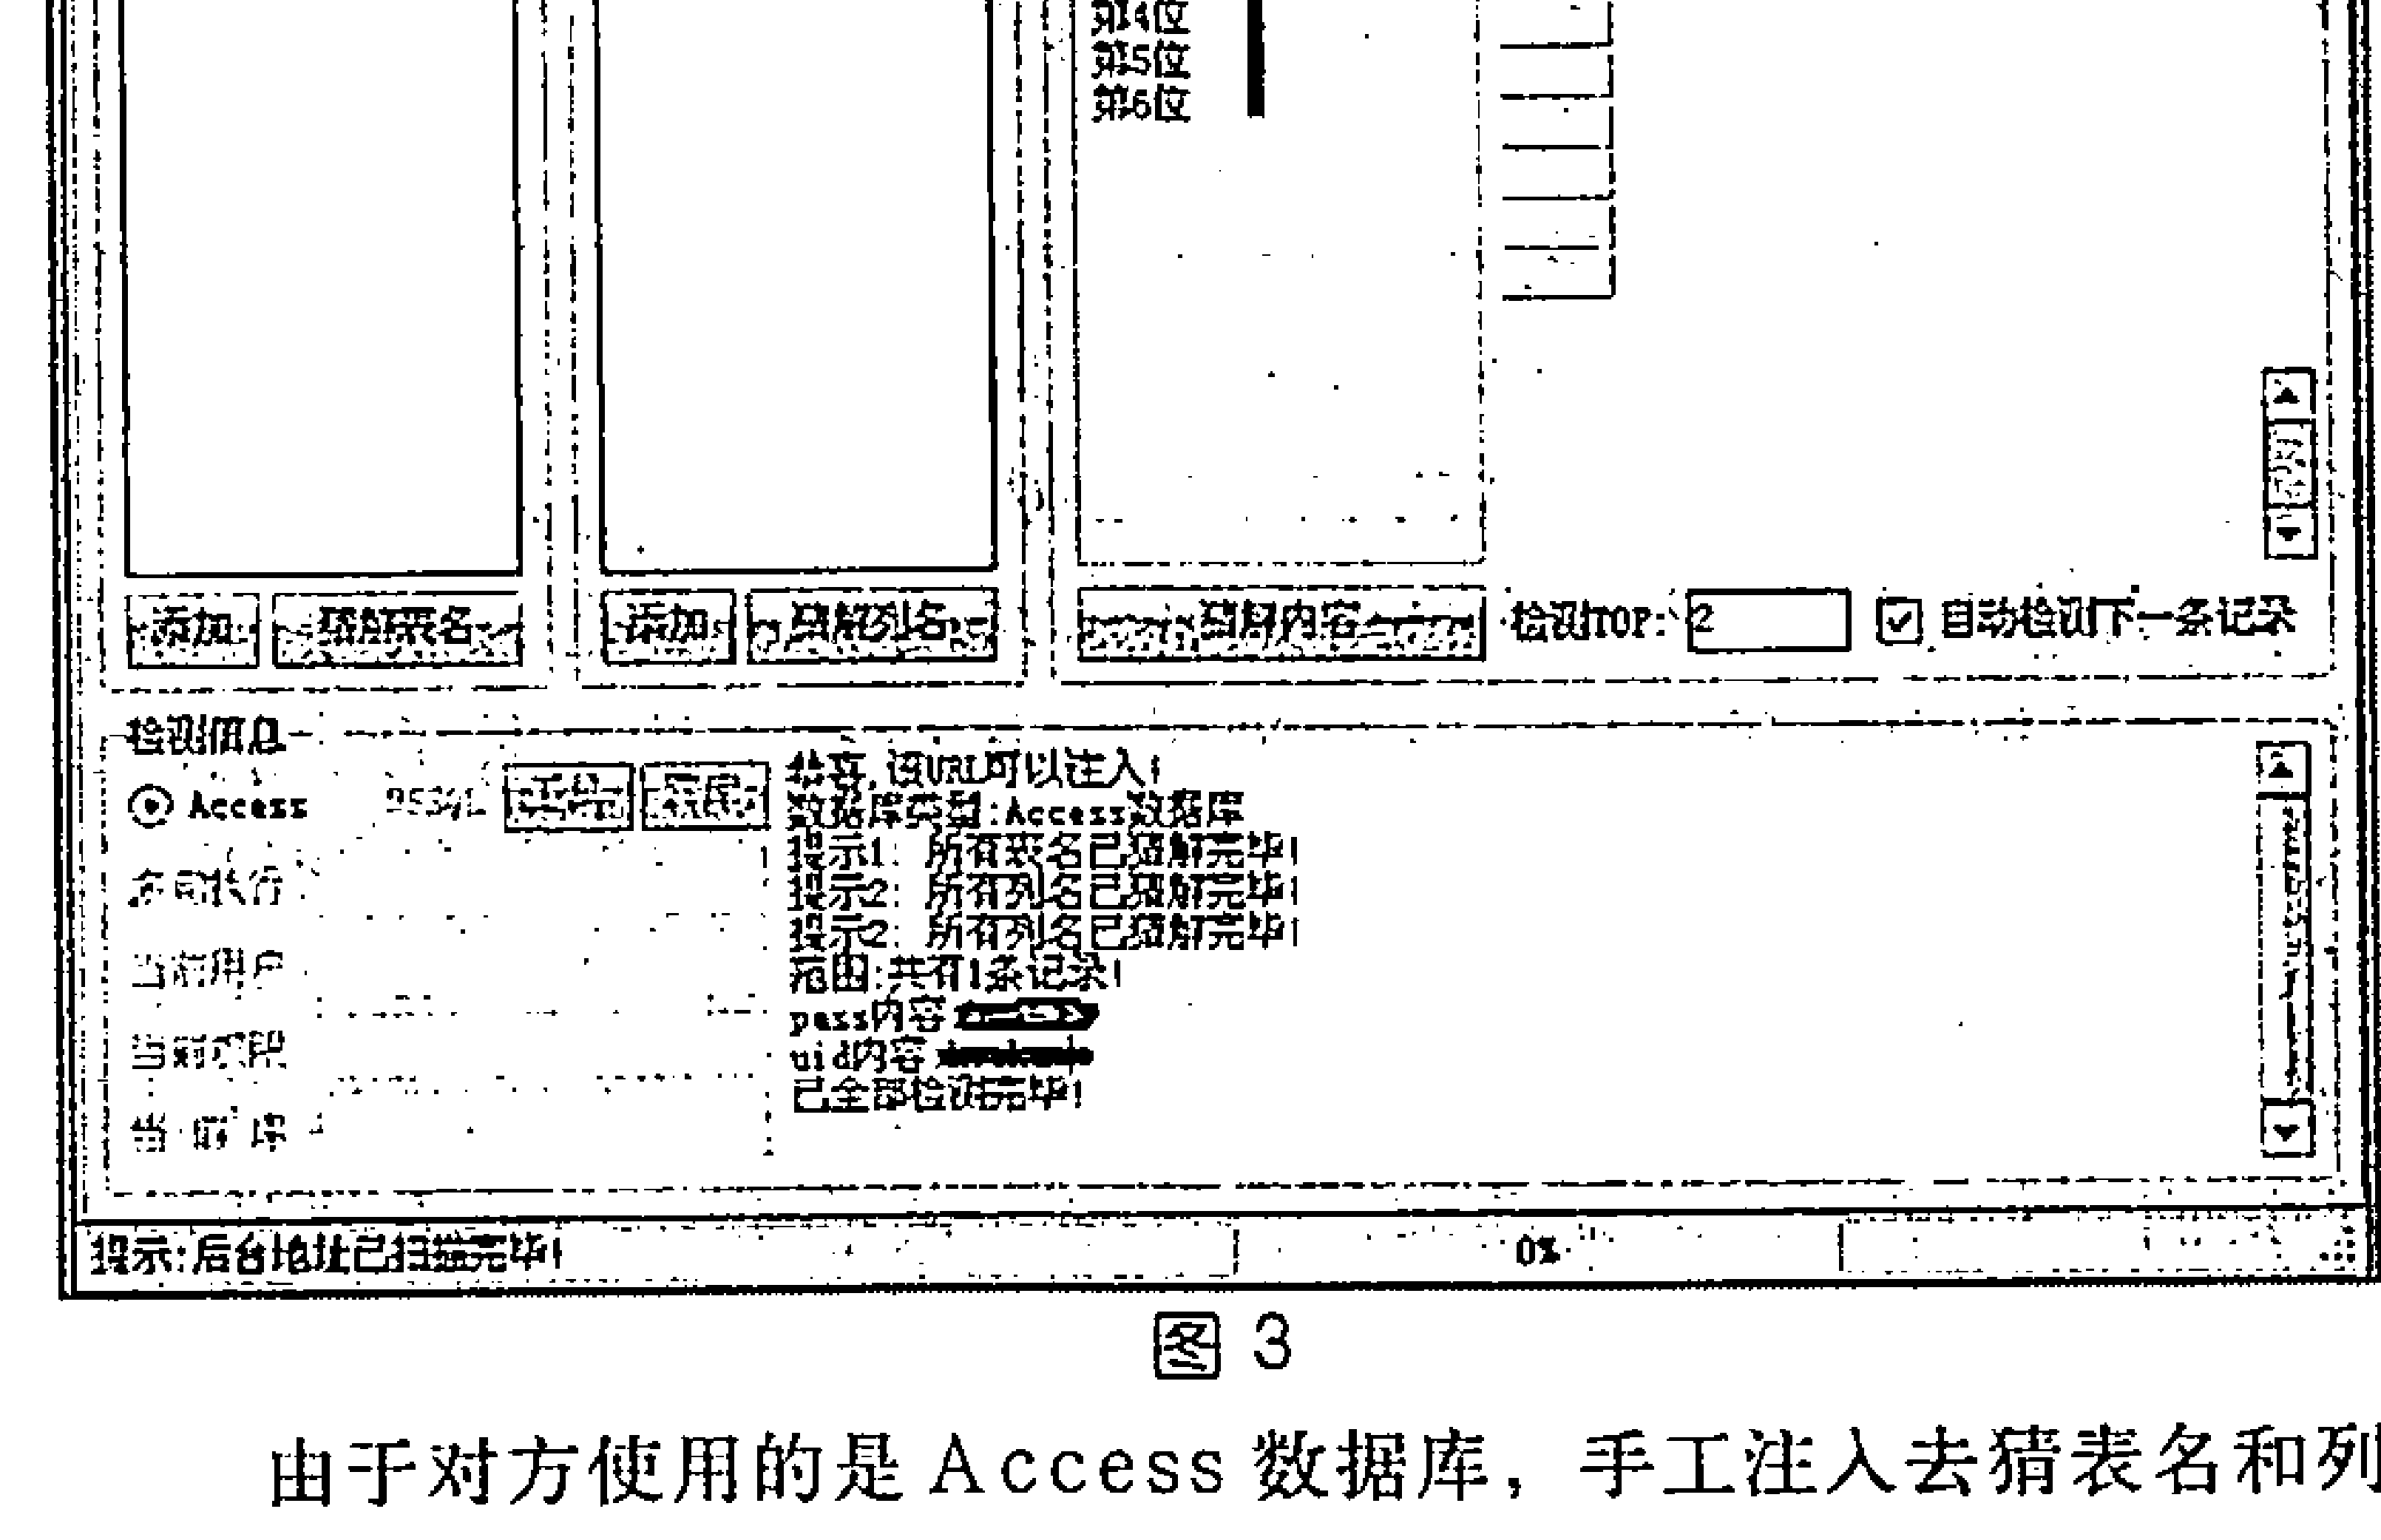 第4位
第5位
第6位
添加 猜解表名 添加 猜解列名 猜解内容 检测TOP: 2 自动检测下一条记录
检测信息
恭喜,该URL可以注入!
Access
数据库类型:Access数据库
提示1: 所有表名已猜解完毕!
提示2: 所有列名已猜解完毕!
提示2: 所有列名已猜解完毕!
范围:共有1条记录!
当前用户
pass内容
当前权限
uid内容
已全部检测完毕!
提示:后台地址已扫描完毕! 0%
图 3
由于对方使用的是 Access 数据库，手工注入去猜表名和列